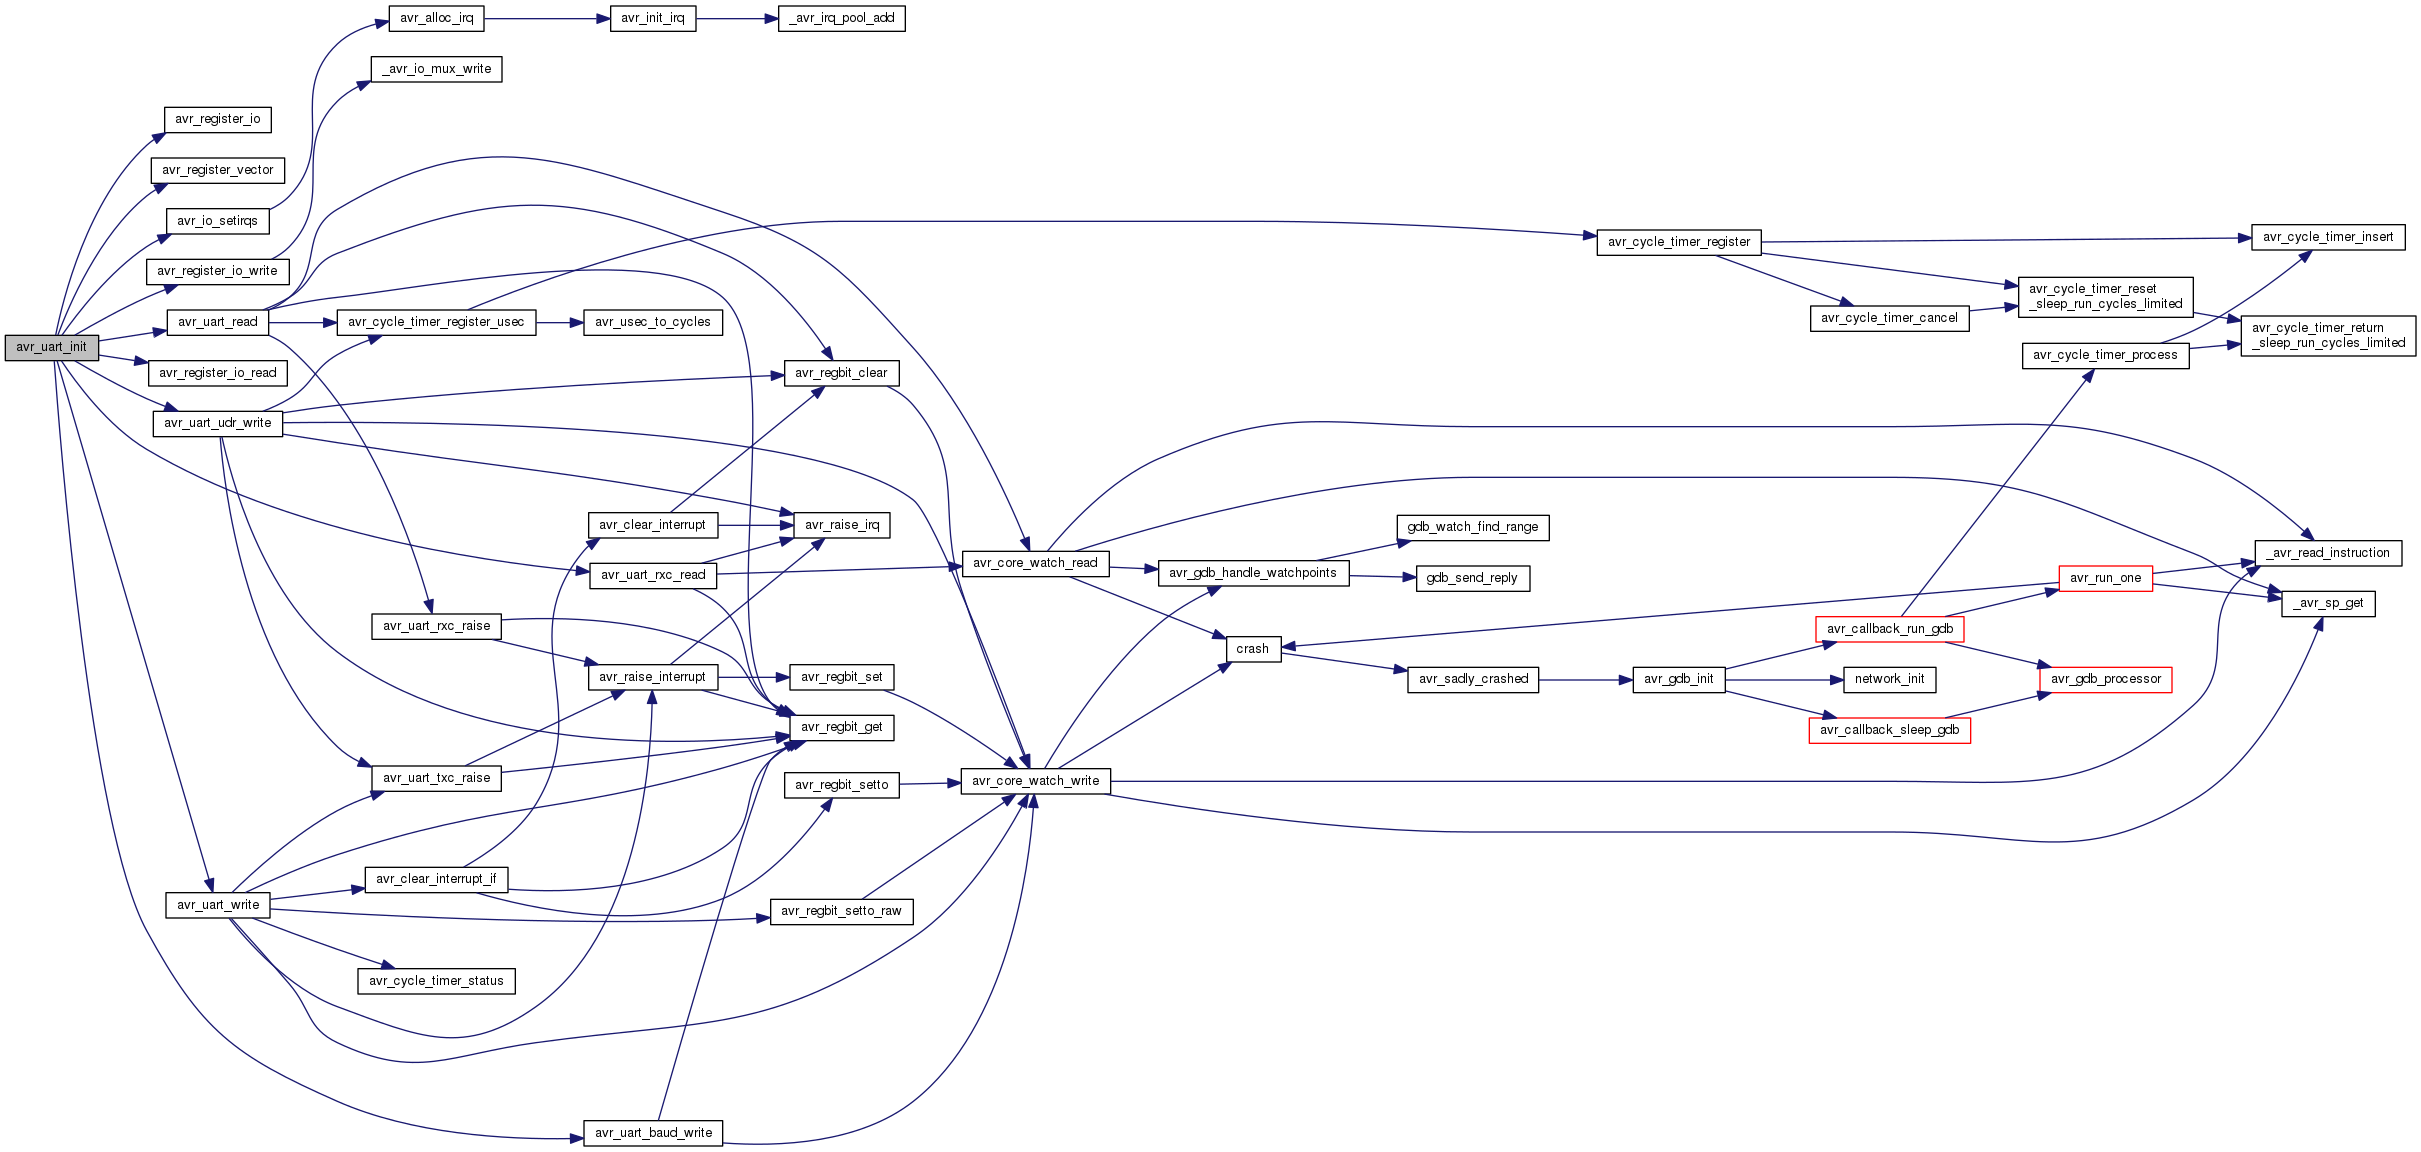 avr_alloc_irq
avr_init_irq
_avr_irq_pool_add
_avr_io_mux_write
avr_register_io
avr_register_vector
avr_io_setirqs
avr_register_io_write
avr_uart_read
avr_cycle_timer_register_usec
avr_usec_to_cycles
avr_uart_init
avr_register_io_read
avr_regbit_clear
avr_uart_udr_write
avr_clear_interrupt
avr_raise_irq
avr_uart_rxc_read
avr_core_watch_read
avr_uart_rxc_raise
avr_raise_interrupt
avr_regbit_set
avr_regbit_get
avr_uart_txc_raise
avr_regbit_setto
avr_core_watch_write
avr_clear_interrupt_if
avr_uart_write
avr_regbit_setto_raw
avr_cycle_timer_status
avr_uart_baud_write
avr_cycle_timer_register
avr_cycle_timer_insert
avr_cycle_timer_reset
_sleep_run_cycles_limited
avr_cycle_timer_cancel
avr_cycle_timer_return
_sleep_run_cycles_limited
avr_cycle_timer_process
gdb_watch_find_range
avr_gdb_handle_watchpoints
gdb_send_reply
_avr_read_instruction
avr_run_one
_avr_sp_get
avr_callback_run_gdb
crash
avr_sadly_crashed
avr_gdb_init
network_init
avr_gdb_processor
avr_callback_sleep_gdb